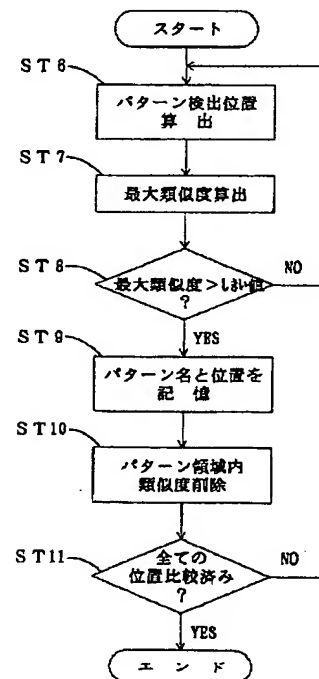 スタート
ST6
パターン検出位置
算出
ST7
最大類似度算出
ST8
最大類似度>しきい値
?
NO
YES
ST9
パターン名と位置を
記憶
ST10
パターン領域内
類似度削除
ST11
全ての
位置比較済み
?
NO
YES
エンド